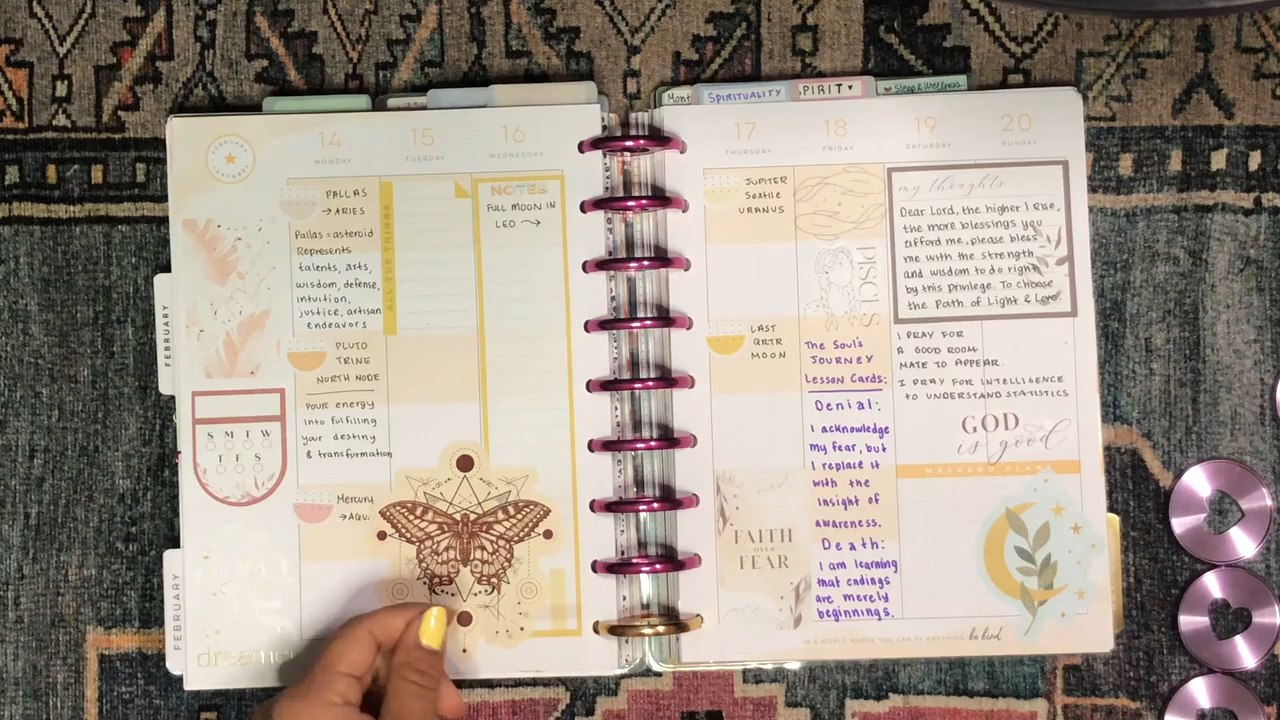 Mont
SPIRITUALITY
SPIRIT
Sleep & Wellness
FEBRUARY
FEBRUARY
14
MONDAY
15
TUESDAY
16
WEDNESDAY
PALLAS
→ ARIES
Pallas = asteroid
Represents
talents, arts,
wisdom, defense,
intuition,
justice, artisan
endeavors
PLUTO
TRINE
NORTH NODE
POUR energy
into fulfilling
your destiny
& transformation
Mercury
→AQU.
ALL THE THINGS
NOTES
FULL MOON IN
LEO →
S M T W
T F S
17
THURSDAY
18
FRIDAY
19
SATURDAY
20
SUNDAY
JUPITER
Sextile
URANUS
LAST
QRTR
MOON
FAITH
OVER
FEAR
PISCES
The Soul's
JOURNEY
Lesson Cards:
Denial:
I acknowledge
my fear, but
I replace it
with the
insight of
awareness.
Death:
I am learning
that endings
are merely
beginnings.
my thoughts
Dear Lord, the higher I Rise,
the more blessings you
afford me, please bless
me with the strength
and wisdom to do right
by this privlege. To choose
the Path of Light & Love.
I PRAY FOR
A GOOD ROOM
MATE TO APPEAR.
I PRAY FOR INTELLIGENCE
TO UNDERSTAND STATISTICS
GOD
is good
WEEKEND PLANS
IN A WORLD WHERE YOU CAN BE ANYTHING be kind